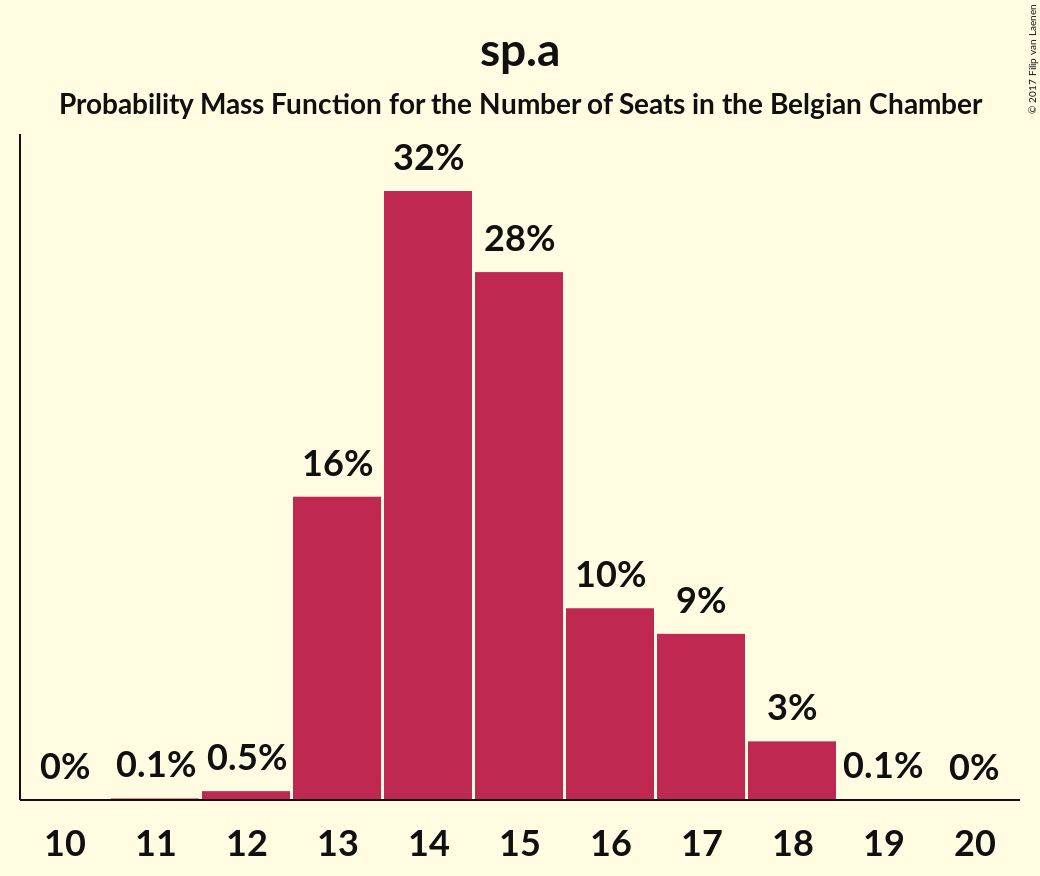 sp.a
Probability Mass Function for the Number of Seats in the Belgian Chamber
© 2017 Filip van Laenen
32%
28%
16%
10%
9%
3%
0%
0.1%
0.5%
0.1%
0%
10 11 12 13 14 15 16 17 18 19 20